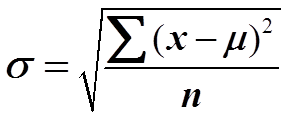 σ = √(∑(x − μ)² / n)